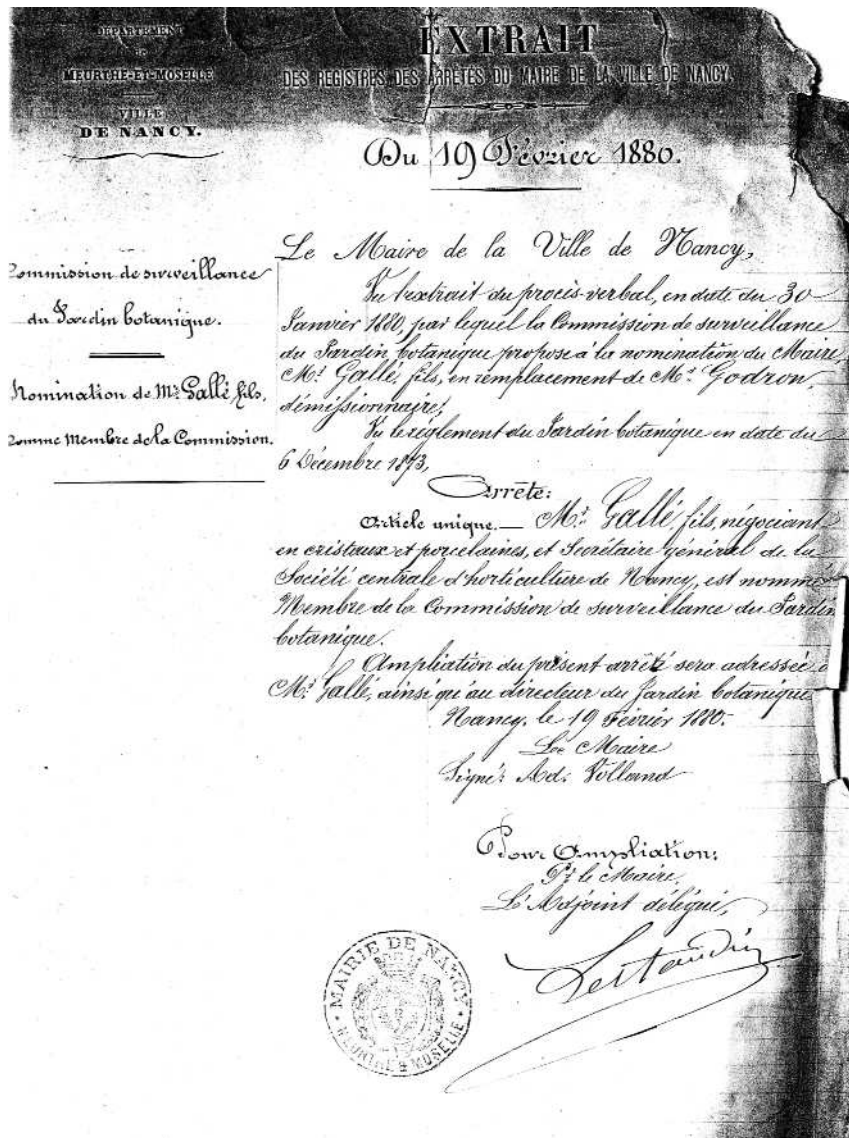 DÉPARTEMENT
DE
MEURTHE-ET-MOSELLE
VILLE
DE NANCY.
EXTRAIT
DES REGISTRES DES ARRÊTÉS DU MAIRE DE LA VILLE DE NANCY
Du 19 Février 1880.
Commission de surveillance
du Jardin botanique.
Nomination de Mr. Gallé fils,
comme Membre de la Commission.
Le Maire de la Ville de Nancy,
Vu l'extrait du procès-verbal, en date du 30
Janvier 1880, par lequel la Commission de surveillance
du Jardin botanique propose à la nomination du Maire,
Mr. Gallé, fils, en remplacement de Mr. Godron,
démissionnaire;
Vu le règlement du Jardin botanique en date du
6 Décembre 1873,
Arrête:
Article unique.— Mr. Gallé, fils, négociant
en cristaux et porcelaines, et Secrétaire général de la
Société centrale d'horticulture de Nancy, est nommé
Membre de la Commission de surveillance du Jardin
botanique.
Ampliation du présent arrêté sera adressée à
Mr. Gallé, ainsi qu'au directeur du Jardin botanique
Nancy, le 19 Février 1880.
Le Maire
Signé: Ad. Volland
Pour Ampliation:
Pr. le Maire,
L'Adjoint délégué,
MAIRIE DE NANCY
MEURTHE & MOSELLE